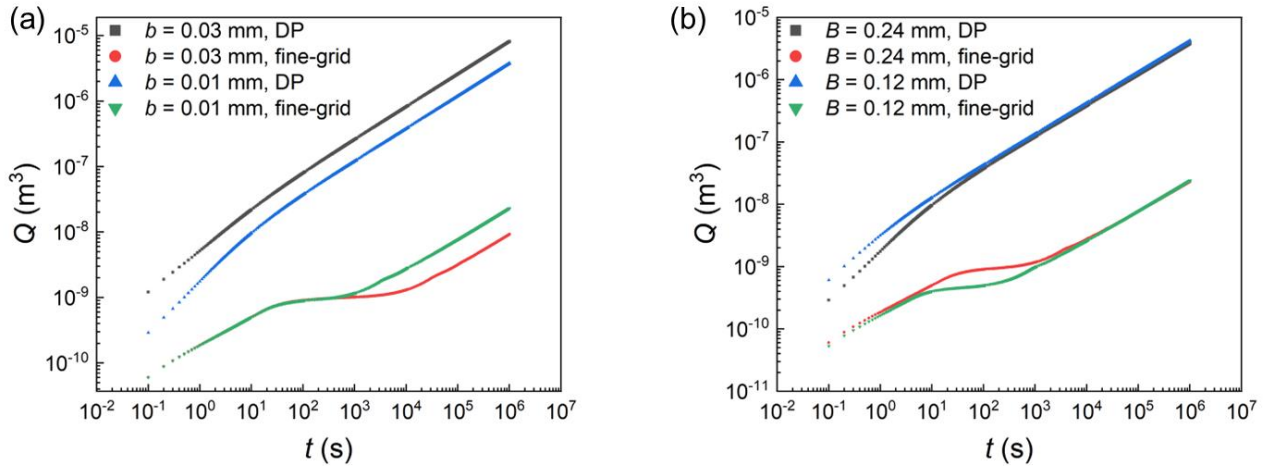 (a)
b = 0.03 mm, DP
b = 0.03 mm, fine-grid
b = 0.01 mm, DP
b = 0.01 mm, fine-grid
10⁻⁵
10⁻⁶
10⁻⁷
10⁻⁸
10⁻⁹
10⁻¹⁰
Q (m³)
10⁻² 10⁻¹ 10⁰ 10¹ 10² 10³ 10⁴ 10⁵ 10⁶ 10⁷
t (s)
(b)
B = 0.24 mm, DP
B = 0.24 mm, fine-grid
B = 0.12 mm, DP
B = 0.12 mm, fine-grid
10⁻⁵
10⁻⁶
10⁻⁷
10⁻⁸
10⁻⁹
10⁻¹⁰
10⁻¹¹
Q (m³)
10⁻² 10⁻¹ 10⁰ 10¹ 10² 10³ 10⁴ 10⁵ 10⁶ 10⁷
t (s)